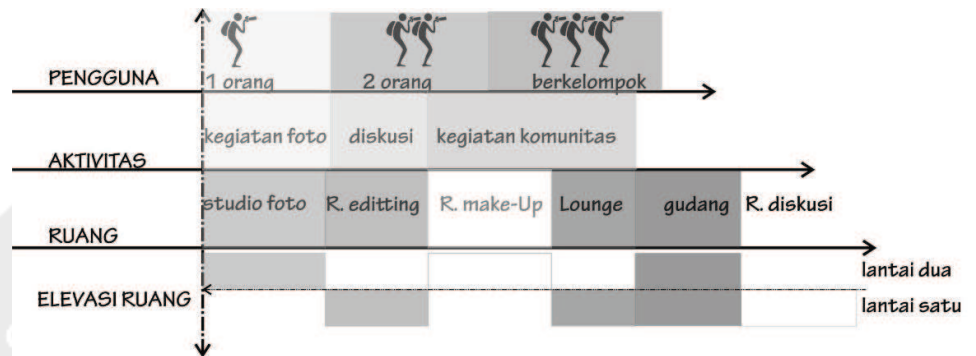 PENGGUNA
1 orang
2 orang
berkelompok
kegiatan foto
diskusi
kegiatan komunitas
AKTIVITAS
studio foto
R. editting
R. make-Up
Lounge
gudang
R. diskusi
RUANG
lantai dua
ELEVASI RUANG
lantai satu